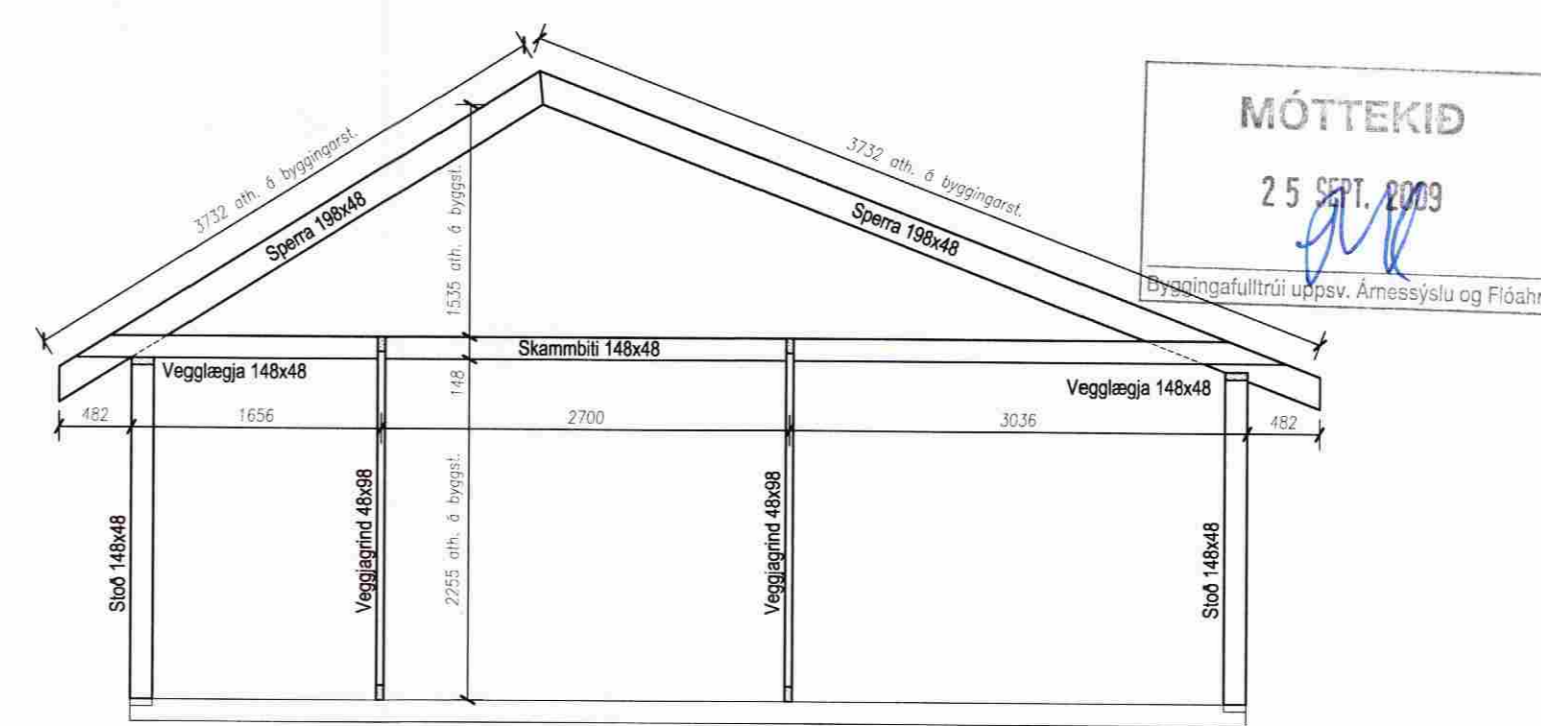 3732 ath. á byggingarst.
3732 ath. á byggingarst.
Sperra 198x48
Sperra 198x48
1535 ath. á byggst.
MÓTTEKIÐ
25 SEPT. 2009
Byggingafulltrúi uppsv. Árnessýslu og Flóahr
Skammbiti 148x48
Vegglægja 148x48
148
Vegglægja 148x48
482
1656
2700
3036
482
Stoð 148x48
Veggjagrind 48x98
2255 ath. á byggst.
Veggjagrind 48x98
Stoð 148x48